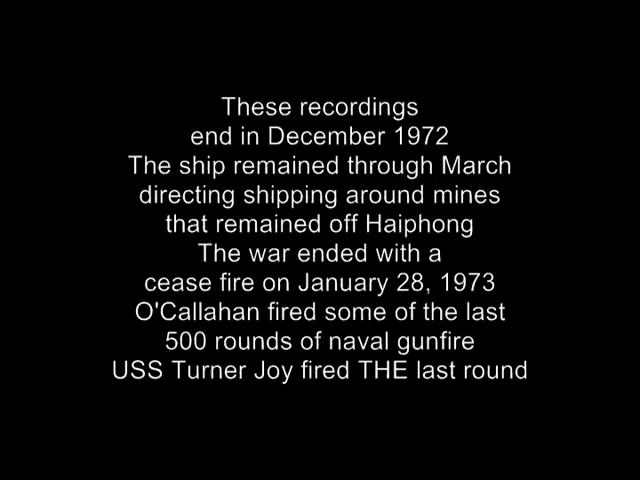 These recordings
end in December 1972
The ship remained through March
directing shipping around mines
that remained off Haiphong
The war ended with a
cease fire on January 28, 1973
O'Callahan fired some of the last
500 rounds of naval gunfire
USS Turner Joy fired THE last round